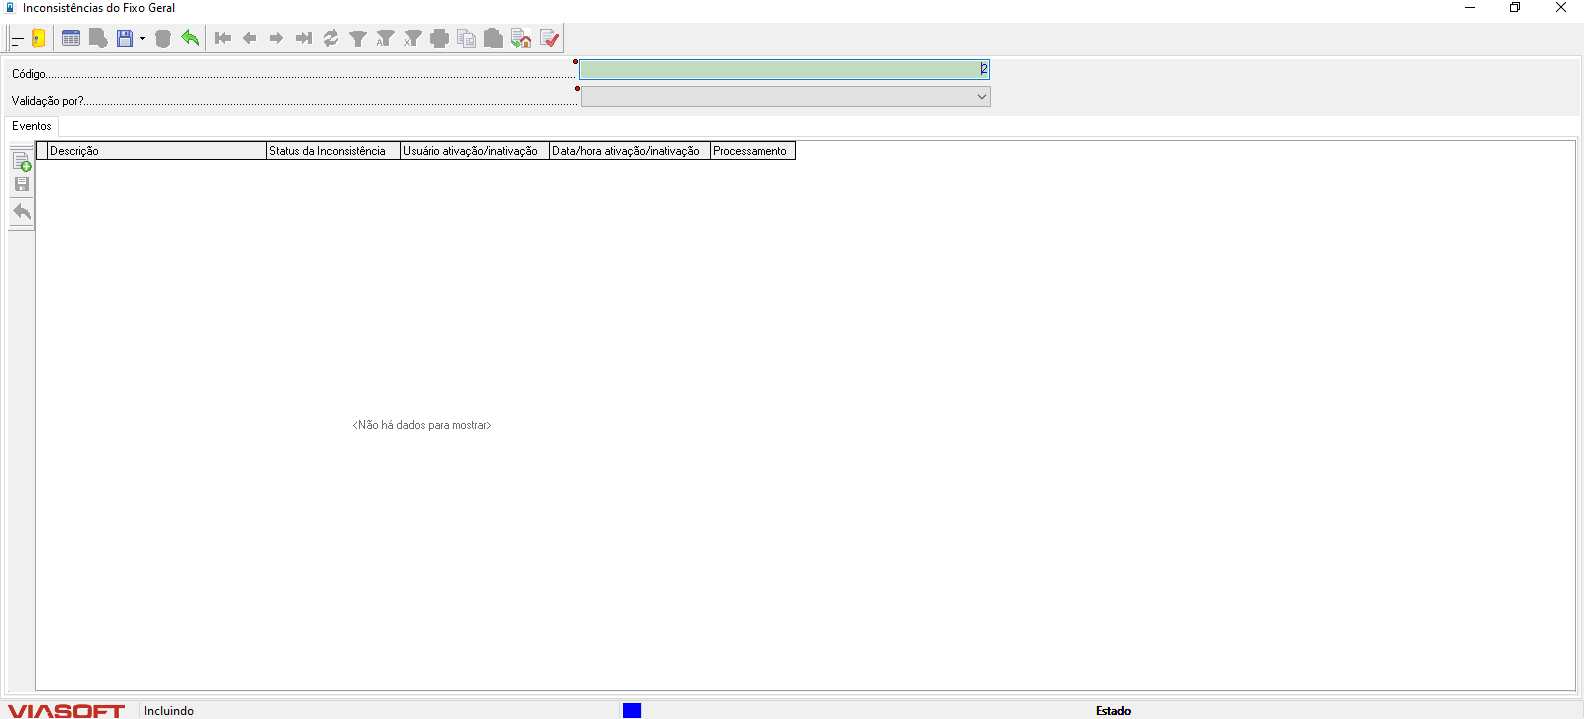 Inconsistências do Fixo Geral
Código
2
Validação por?
Eventos
Descrição Status da Inconsistência Usuário ativação/inativação Data/hora ativação/inativação Processamento
<Não há dados para mostrar>
VIASOFT Incluindo Estado